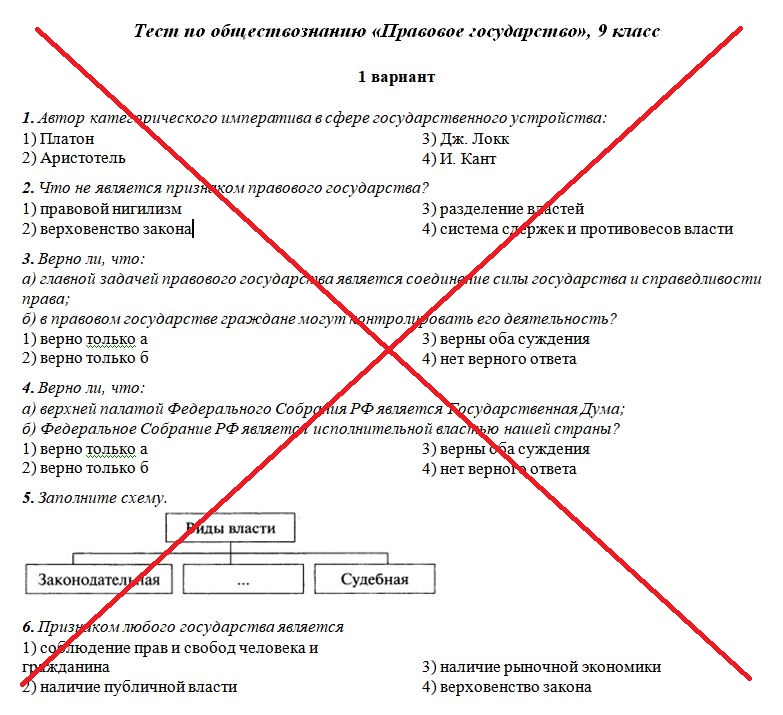 Тест по обществознанию «Правовое государство», 9 класс
1 вариант
1. Автор категорического императива в сфере государственного устройства:
1) Платон
3) Дж. Локк
2) Аристотель
4) И. Кант
2. Что не является признаком правового государства?
1) правовой нигилизм
3) разделение властей
2) верховенство закона
4) система сдержек и противовесов власти
3. Верно ли, что:
а) главной задачей правового государства является соединение силы государства и справедливости
права;
б) в правовом государстве граждане могут контролировать его деятельность?
1) верно только а
3) верны оба суждения
2) верно только б
4) нет верного ответа
4. Верно ли, что:
а) верхней палатой Федерального Собрания РФ является Государственная Дума;
б) Федеральное Собрание РФ является исполнительной властью нашей страны?
1) верно только а
3) верны оба суждения
2) верно только б
4) нет верного ответа
5. Заполните схему.
Виды власти
Законодательная
...
Судебная
6. Признаком любого государства является
1) соблюдение прав и свобод человека и
гражданина
3) наличие рыночной экономики
2) наличие публичной власти
4) верховенство закона